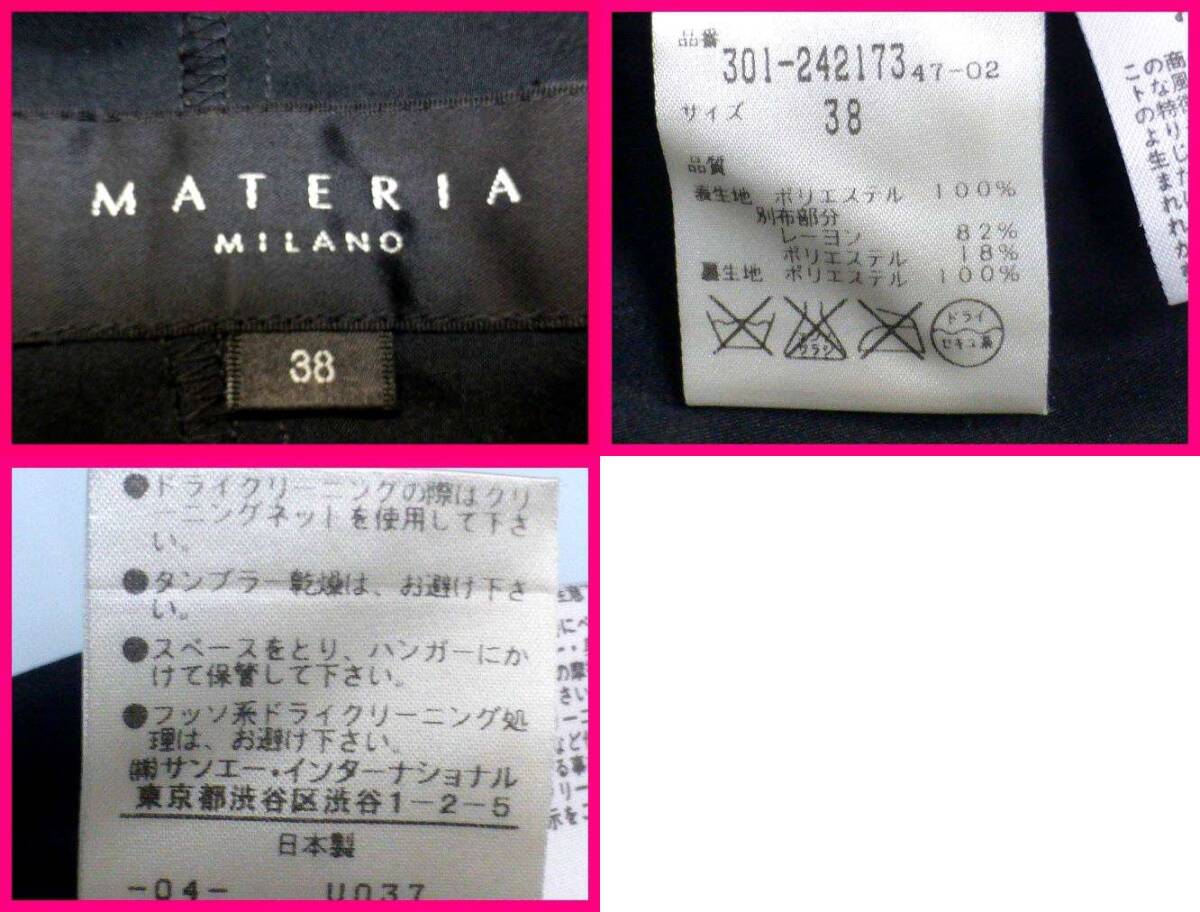 MATERIA
MILANO
38
品番
301-242173 47-02
サイズ 38
品質
表生地 ポリエステル 100%
別布部分
レーヨン 82%
ポリエステル 18%
裏生地 ポリエステル 100%
エンソ
サラシ
ドライ
セキユ系
●ドライクリーニングの際はクリ
ーニングネットを使用して下さ
い。
●タンブラー乾燥は、お避け下さ
い。
●スペースをとり、ハンガーにか
けて保管して下さい。
●フッソ系ドライクリーニング処
理は、お避け下さい。
㈱サンエー・インターナショナル
東京都渋谷区渋谷1-2-5
日本製
-04- U037